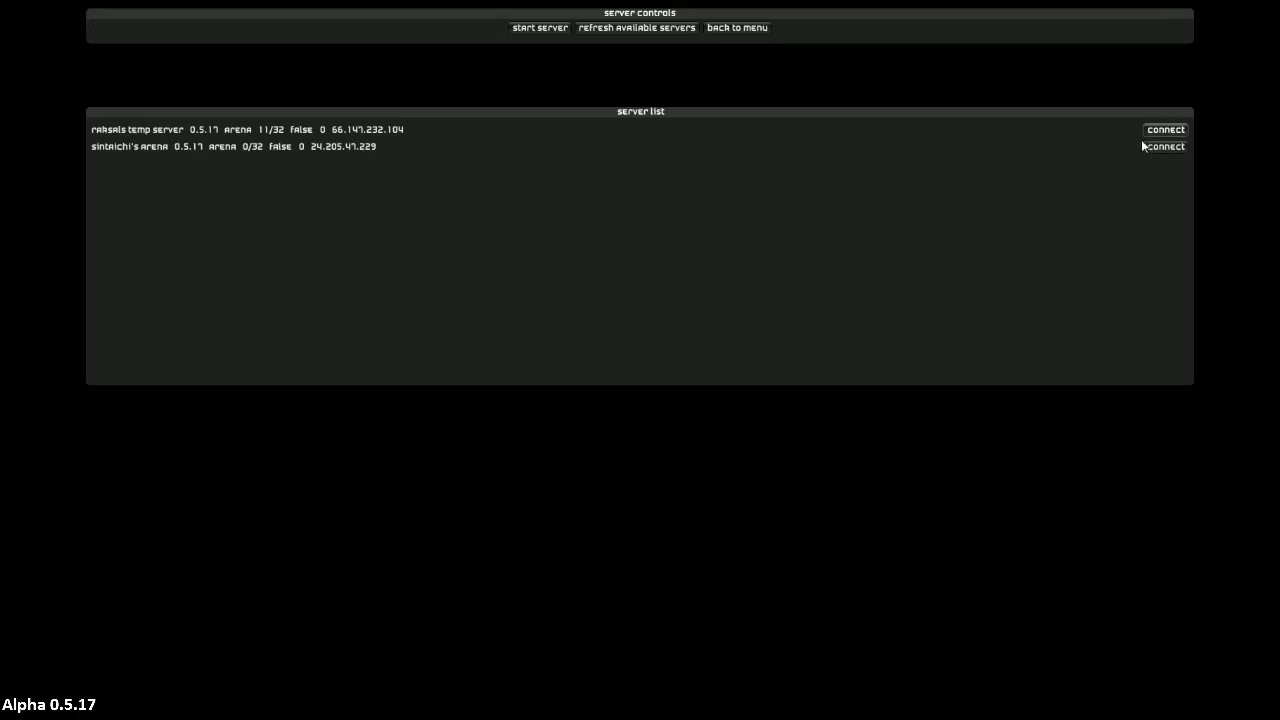 server controls
start server refresh available servers back to menu
server list
raksals temp server 0.5.17 arena 11/32 false 0 66.147.232.104 connect
sintaichi's arena 0.5.17 arena 0/32 false 0 24.205.47.229 connect
Alpha 0.5.17